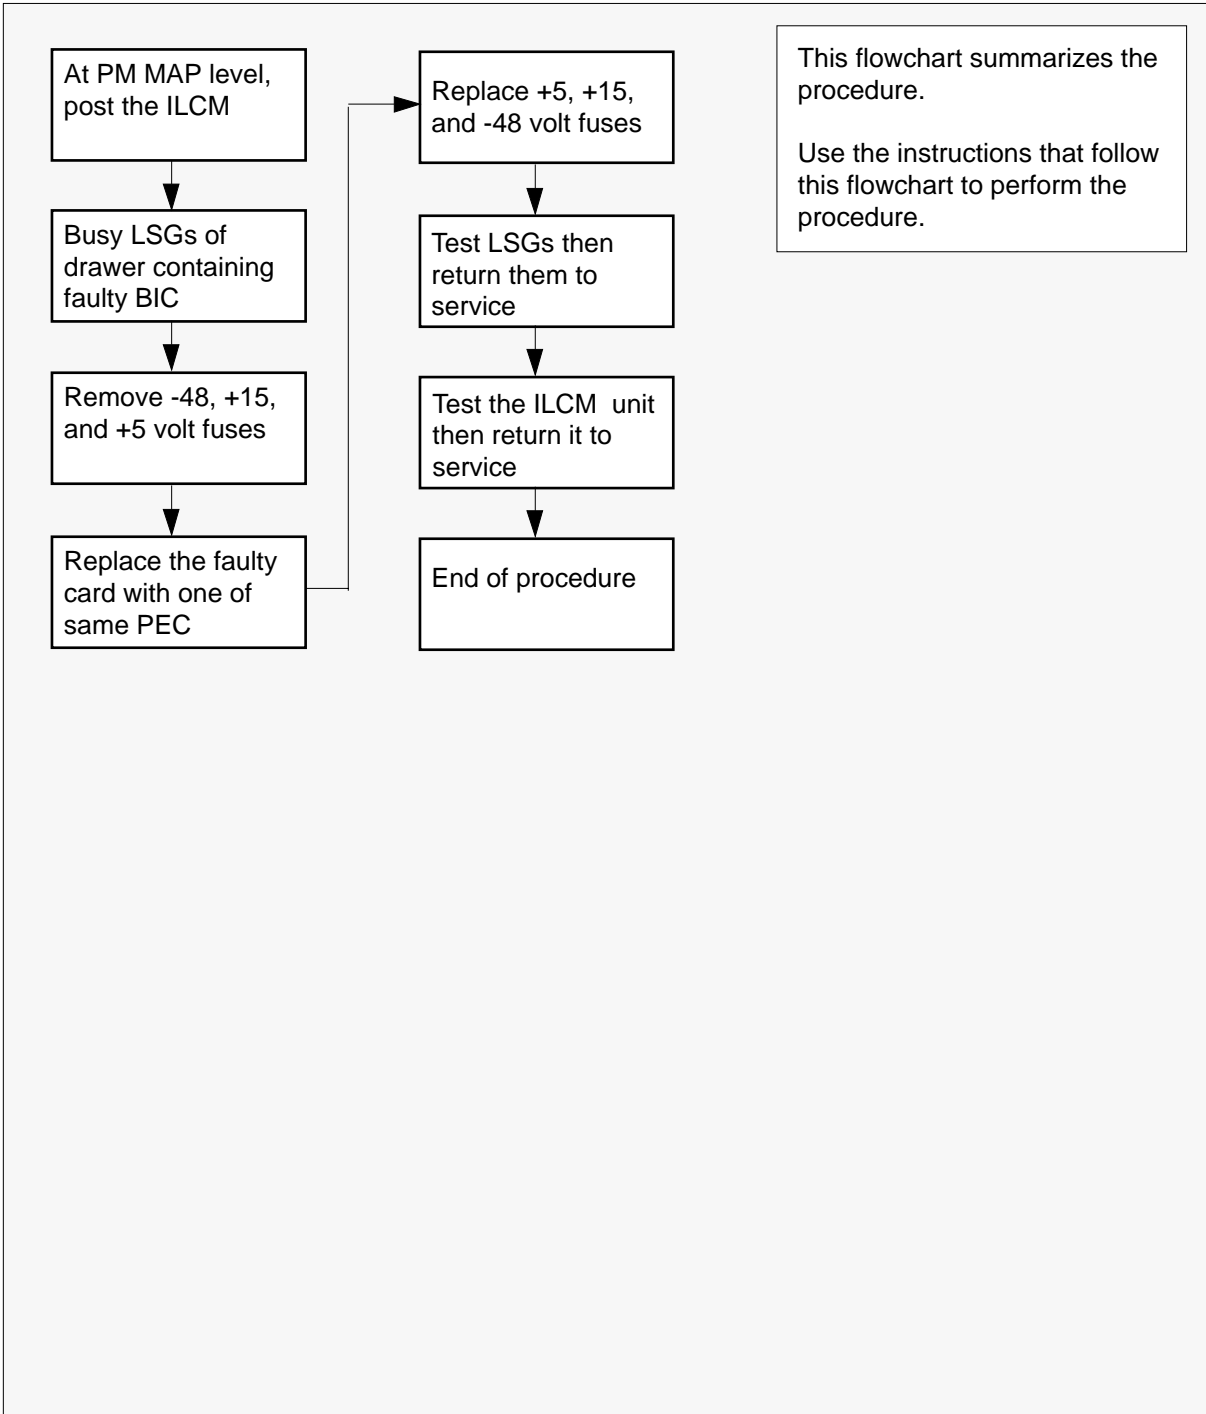 At PM MAP level,
post the ILCM
Busy LSGs of
drawer containing
faulty BIC
Remove -48, +15,
and +5 volt fuses
Replace the faulty
card with one of
same PEC
Replace +5, +15,
and -48 volt fuses
Test LSGs then
return them to
service
Test the ILCM unit
then return it to
service
End of procedure
This flowchart summarizes the
procedure.
Use the instructions that follow
this flowchart to perform the
procedure.